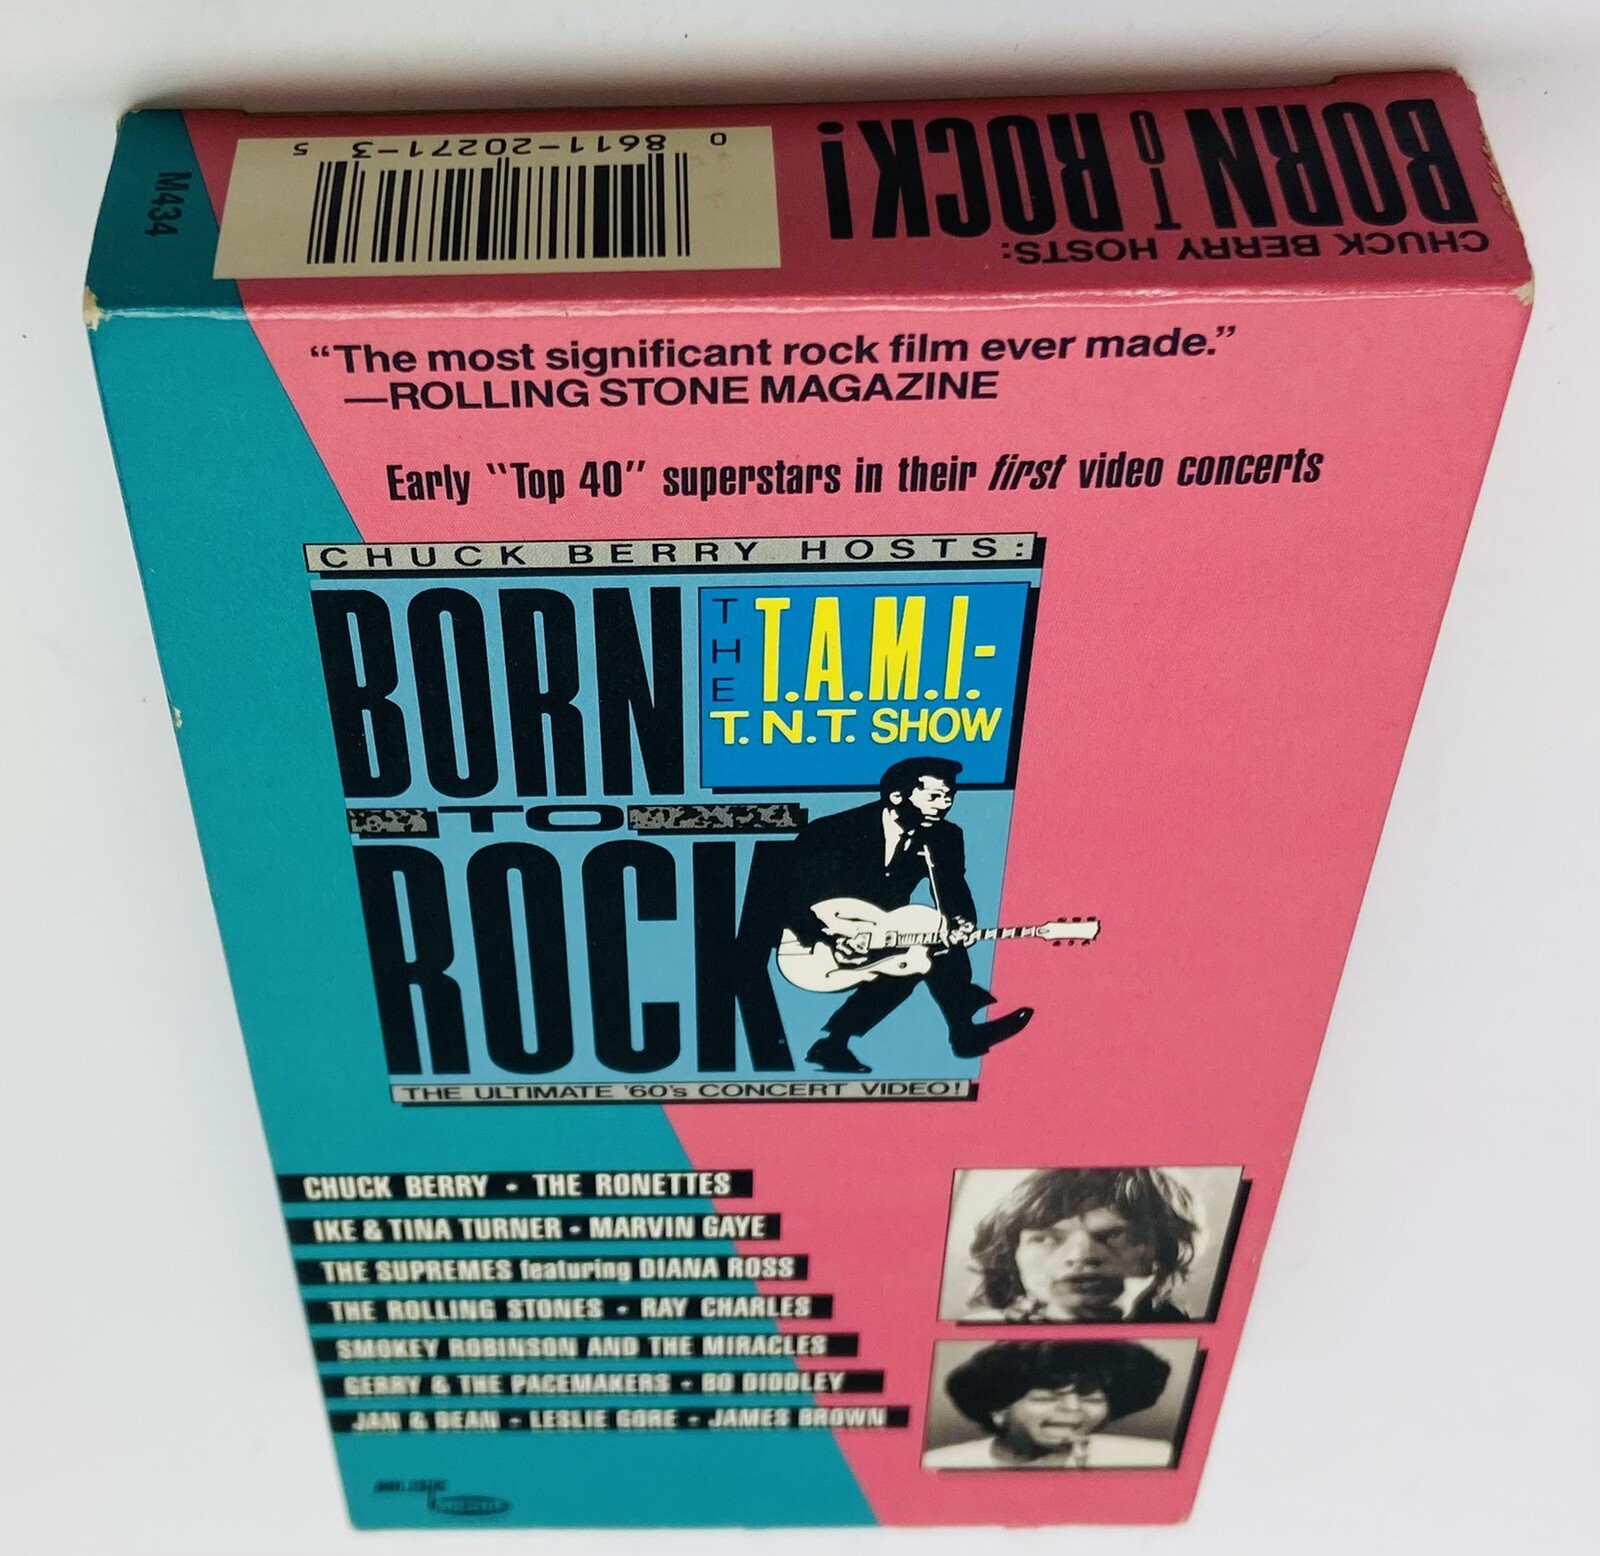 CHUCK BERRY HOSTS:
BORN TO ROCK!
0 8611-20271-3 5
M434
“The most significant rock film ever made.”
—ROLLING STONE MAGAZINE
Early "Top 40" superstars in their first video concerts
CHUCK BERRY HOSTS:
BORN
THE
T.A.M.I-
T.N.T. SHOW
TO
ROCK
THE ULTIMATE '60's CONCERT VIDEO!
CHUCK BERRY • THE RONETTES
IKE & TINA TURNER • MARVIN GAYE
THE SUPREMES featuring DIANA ROSS
THE ROLLING STONES • RAY CHARLES
SMOKEY ROBINSON AND THE MIRACLES
GERRY & THE PACEMAKERS • BO DIDDLEY
JAN & DEAN • LESLIE GORE • JAMES BROWN